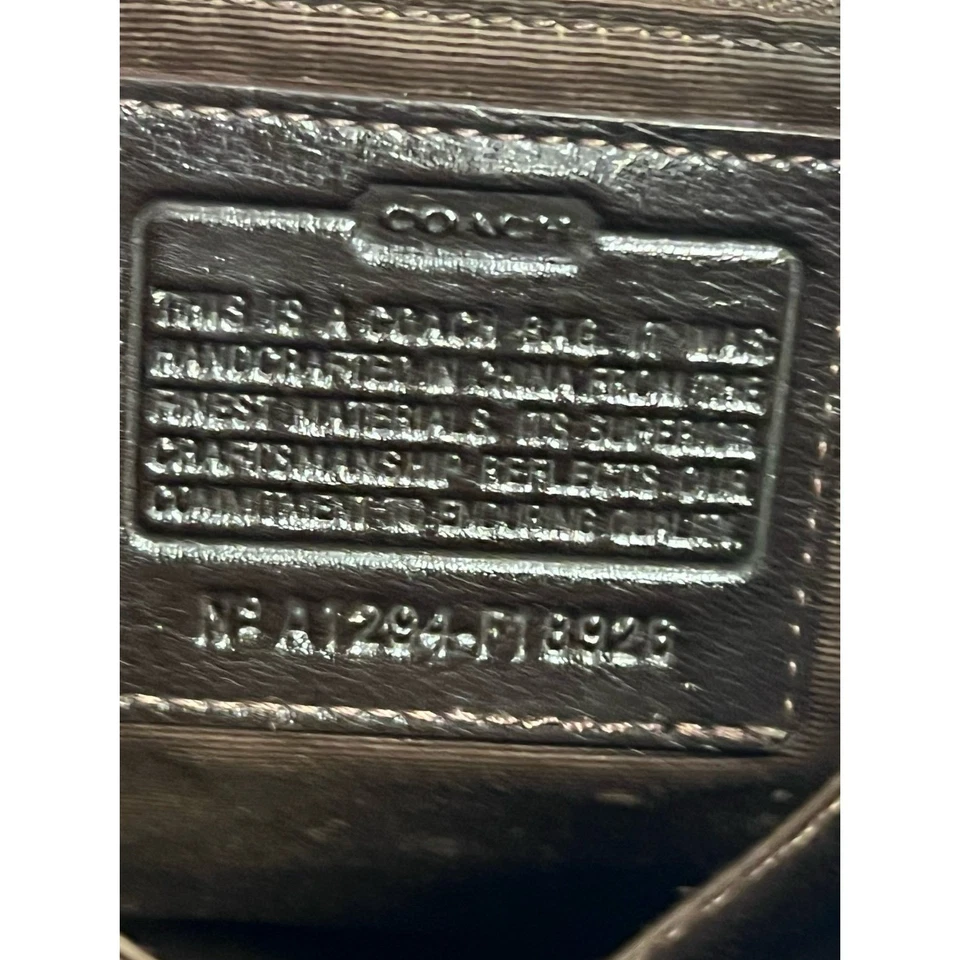 COACH
THIS IS A COACH BAG. IT WAS
HANDCRAFTED IN CHINA FROM THE
FINEST MATERIALS. ITS SUPERIOR
CRAFTSMANSHIP REFLECTS OUR
COMMITMENT TO ENDURING QUALITY.
Nº A1294-F18926